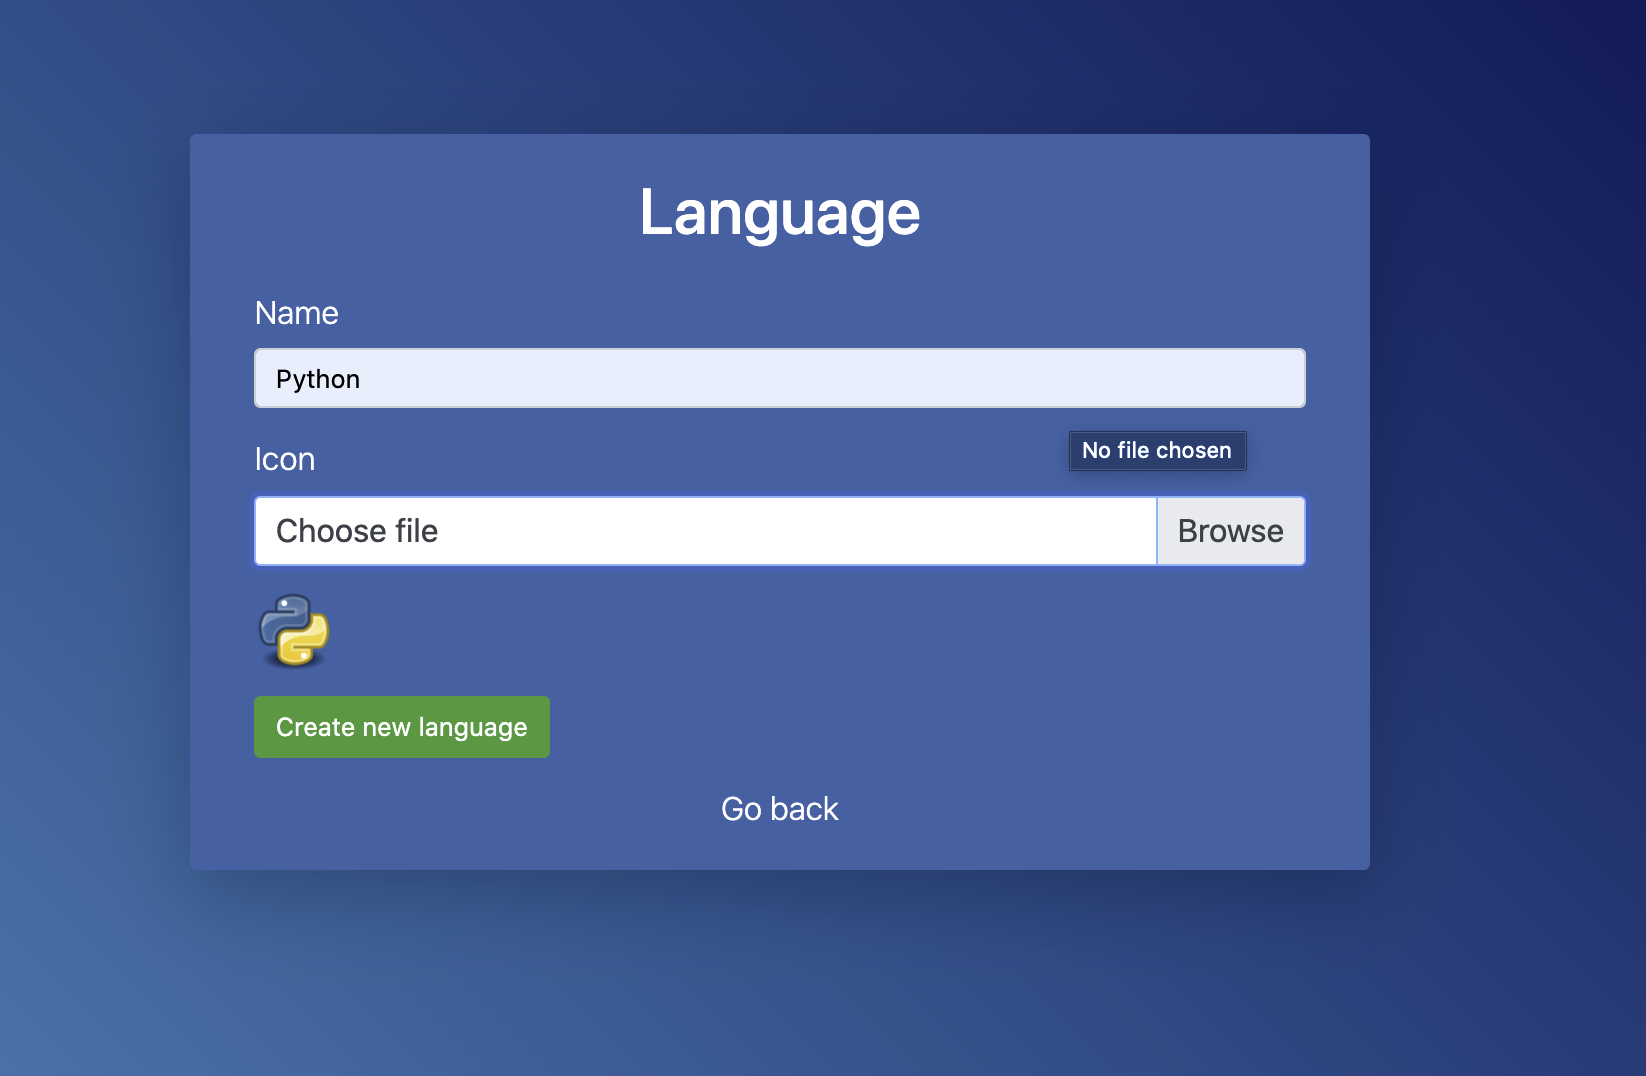 Language
Name
Python
Icon
No file chosen
Choose file
Browse
Create new language
Go back